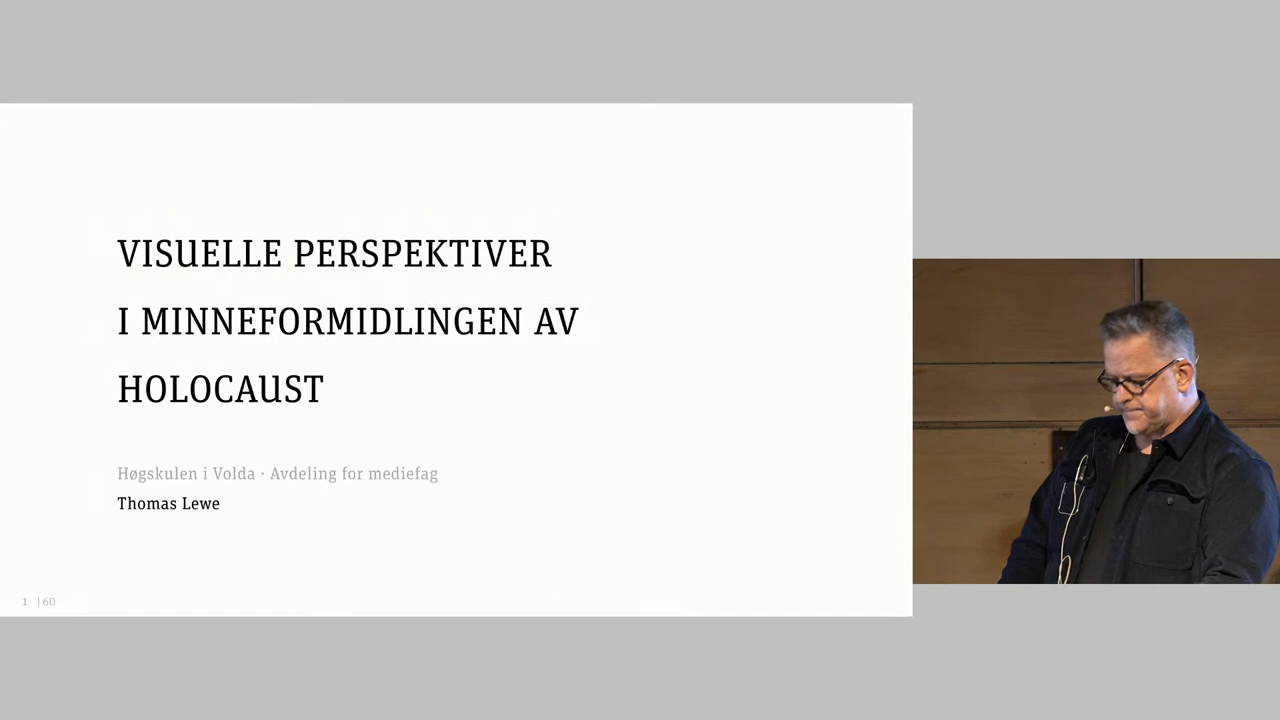 VISUELLE PERSPEKTIVER
I MINNEFORMIDLINGEN AV
HOLOCAUST
Høgskulen i Volda · Avdeling for mediefag
Thomas Lewe
1 | 60